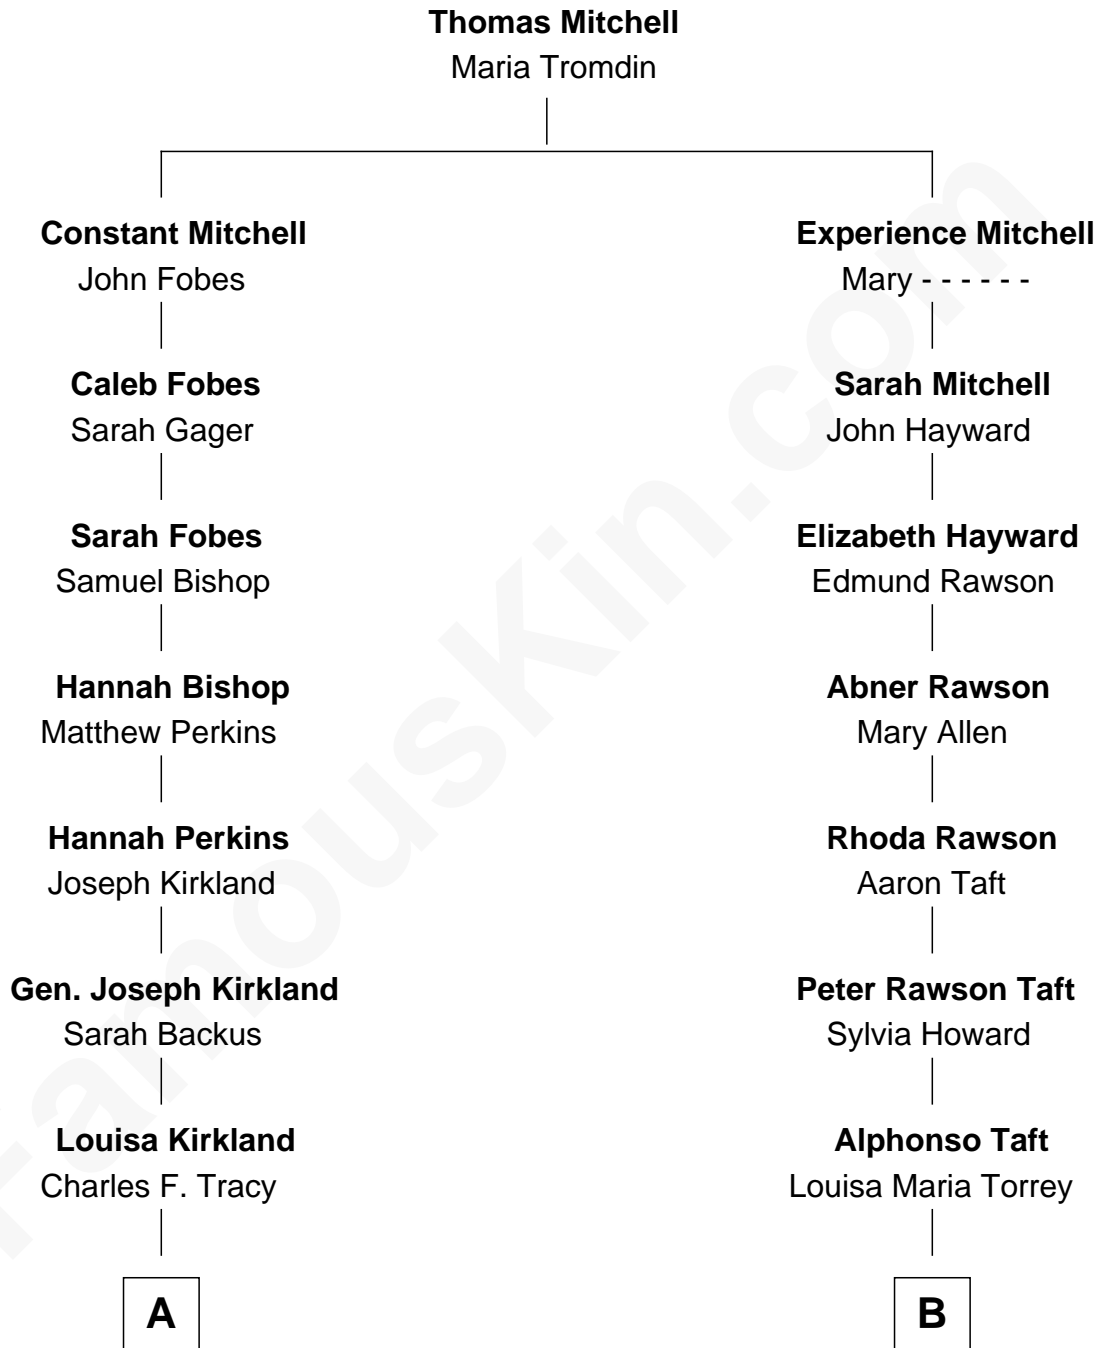 Thomas Mitchell
Maria Tromdin
Constant Mitchell
John Fobes
Experience Mitchell
Mary - - - - - -
Caleb Fobes
Sarah Gager
Sarah Mitchell
John Hayward
Sarah Fobes
Samuel Bishop
Elizabeth Hayward
Edmund Rawson
Hannah Bishop
Matthew Perkins
Abner Rawson
Mary Allen
Hannah Perkins
Joseph Kirkland
Rhoda Rawson
Aaron Taft
Gen. Joseph Kirkland
Sarah Backus
Peter Rawson Taft
Sylvia Howard
Louisa Kirkland
Charles F. Tracy
Alphonso Taft
Louisa Maria Torrey
A
B
FamousKin.com